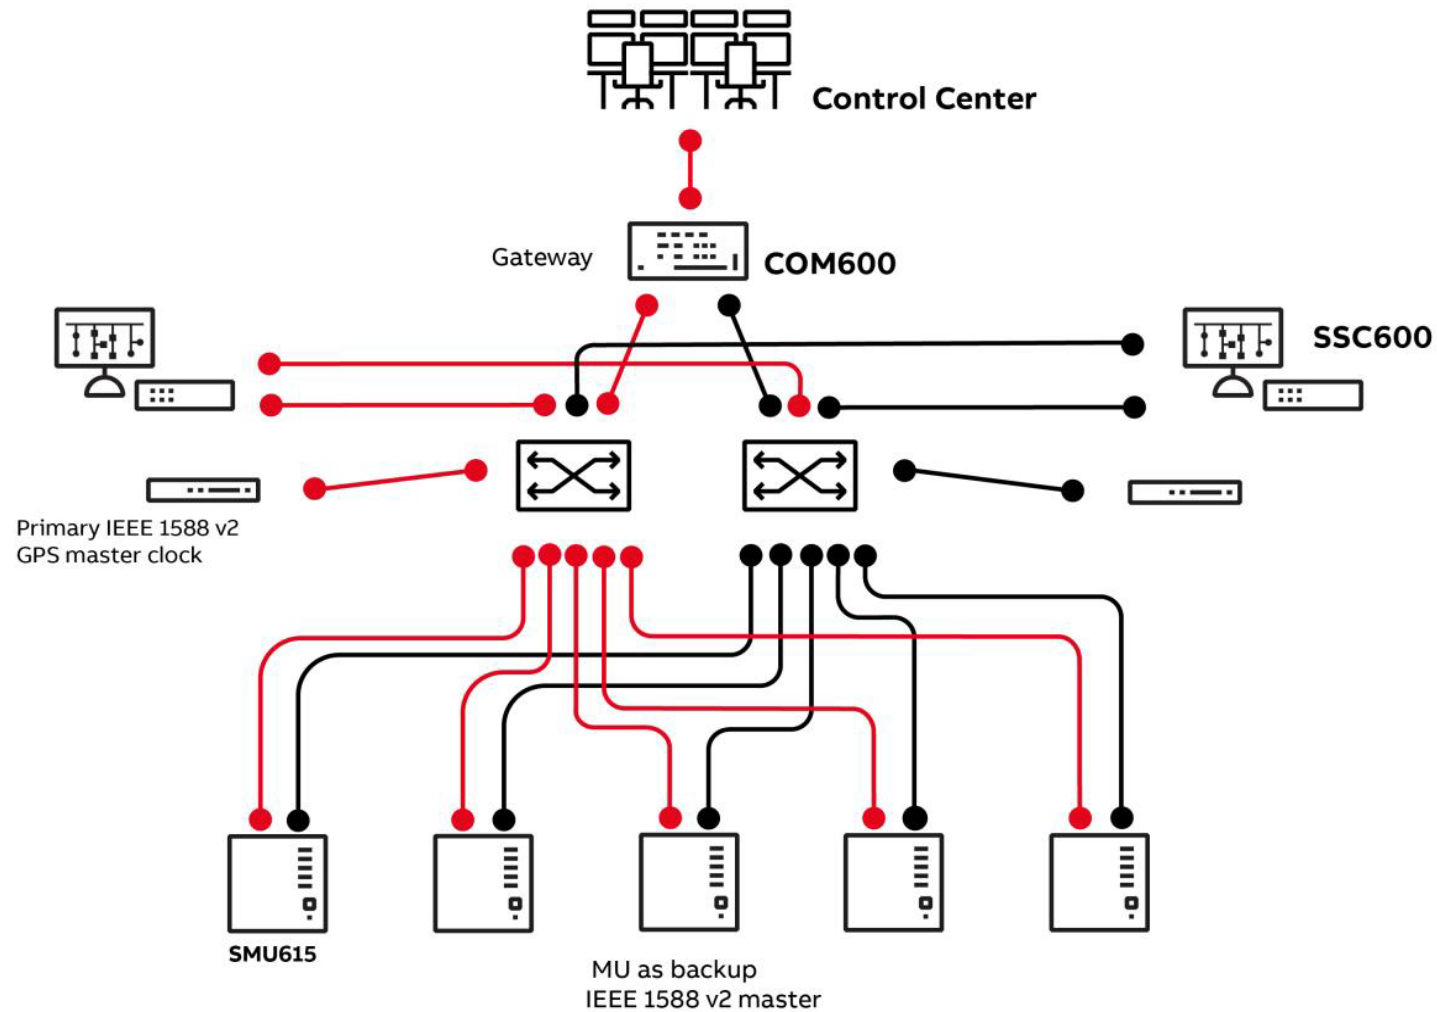 Control Center
Gateway
COM600
SSC600
Primary IEEE 1588 v2
GPS master clock
SMU615
MU as backup
IEEE 1588 v2 master